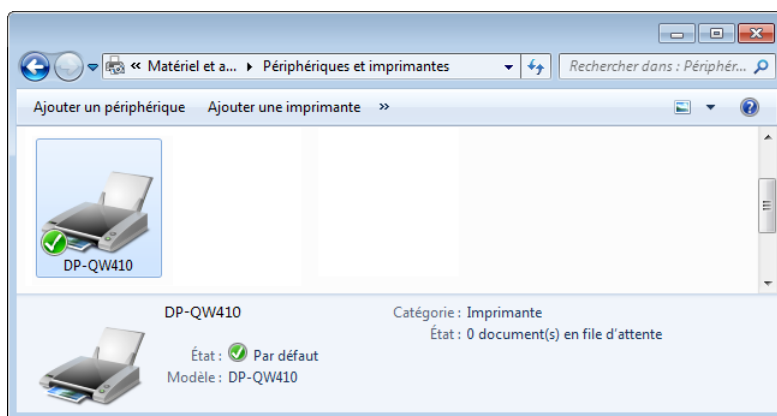 « Matériel et a... ▸ Périphériques et imprimantes
Rechercher dans : Périphér...
Ajouter un périphérique Ajouter une imprimante »
DP-QW410
DP-QW410 Catégorie : Imprimante
État : 0 document(s) en file d'attente
État : Par défaut
Modèle : DP-QW410